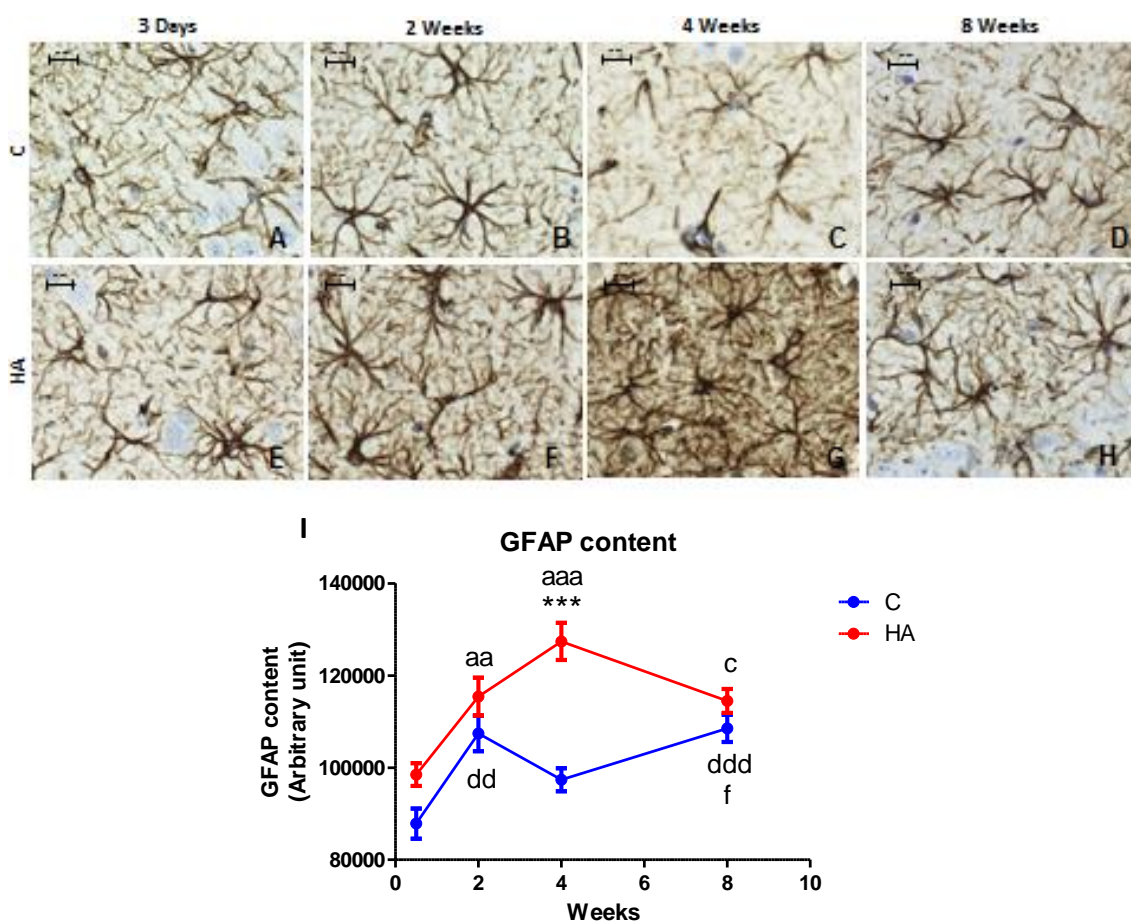 3 Days 2 Weeks 4 Weeks 8 Weeks
C
A B C D
HA
E F G H
I
GFAP content
GFAP content
(Arbitrary unit)
140000
120000
100000
80000
aaa
***
aa
c
dd
ddd
f
C
HA
0 2 4 6 8 10
Weeks